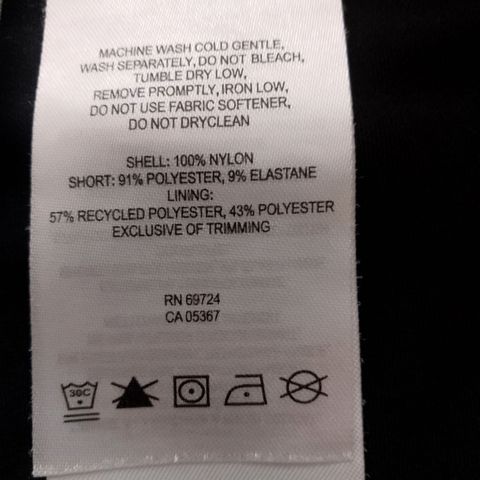 MACHINE WASH COLD GENTLE,
WASH SEPARATELY, DO NOT BLEACH,
TUMBLE DRY LOW,
REMOVE PROMPTLY, IRON LOW,
DO NOT USE FABRIC SOFTENER,
DO NOT DRYCLEAN
SHELL: 100% NYLON
SHORT: 91% POLYESTER, 9% ELASTANE
LINING:
57% RECYCLED POLYESTER, 43% POLYESTER
EXCLUSIVE OF TRIMMING
RN 69724
CA 05367
30C